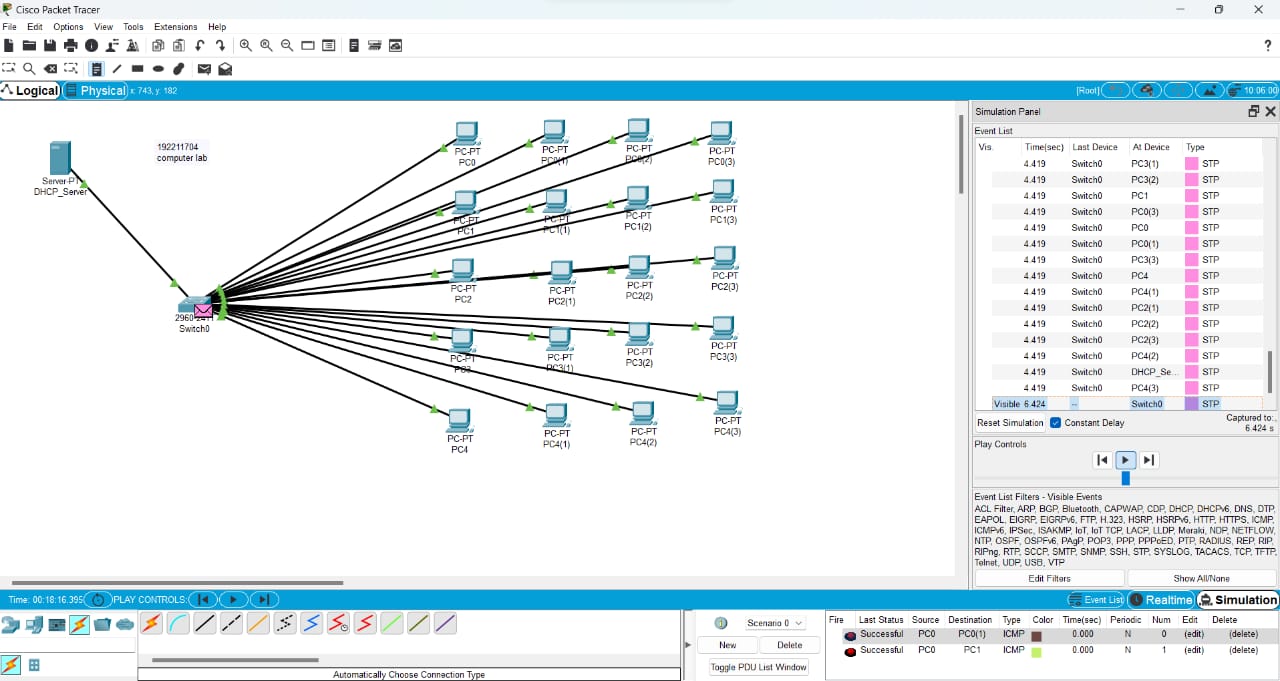 Cisco Packet Tracer
File Edit Options View Tools Extensions Help
?
Logical Physical x: 743, y: 182 [Root] 10:06:00
192211704
computer lab
Server-PT
DHCP_Server
2960-24TT
Switch0
PC-PT
PC0
PC-PT
PC0(1)
PC-PT
PC0(2)
PC-PT
PC0(3)
PC-PT
PC1
PC-PT
PC1(1)
PC-PT
PC1(2)
PC-PT
PC1(3)
PC-PT
PC2
PC-PT
PC2(1)
PC-PT
PC2(2)
PC-PT
PC2(3)
PC-PT
PC3
PC-PT
PC3(1)
PC-PT
PC3(2)
PC-PT
PC3(3)
PC-PT
PC4
PC-PT
PC4(1)
PC-PT
PC4(2)
PC-PT
PC4(3)
Simulation Panel
Event List
Vis. Time(sec) Last Device At Device Type
4.419 Switch0 PC3(1) STP
4.419 Switch0 PC3(2) STP
4.419 Switch0 PC1 STP
4.419 Switch0 PC0(3) STP
4.419 Switch0 PC0 STP
4.419 Switch0 PC0(1) STP
4.419 Switch0 PC3(3) STP
4.419 Switch0 PC4 STP
4.419 Switch0 PC4(1) STP
4.419 Switch0 PC2(1) STP
4.419 Switch0 PC2(2) STP
4.419 Switch0 PC2(3) STP
4.419 Switch0 PC4(2) STP
4.419 Switch0 DHCP_Se... STP
4.419 Switch0 PC4(3) STP
Visible 6.424 -- Switch0 STP
Reset Simulation Constant Delay Captured to:
6.424 s
Play Controls
Event List Filters - Visible Events
ACL Filter, ARP, BGP, Bluetooth, CAPWAP, CDP, DHCP, DHCPv6, DNS, DTP,
EAPOL, EIGRP, EIGRPv6, FTP, H.323, HSRP, HSRPv6, HTTP, HTTPS, ICMP,
ICMPv6, IPSec, ISAKMP, IoT, IoT TCP, LACP, LLDP, Meraki, NDP, NETFLOW,
NTP, OSPF, OSPFv6, PAgP, POP3, PPP, PPPoED, PTP, RADIUS, REP, RIP,
RIPng, RTP, SCCP, SMTP, SNMP, SSH, STP, SYSLOG, TACACS, TCP, TFTP,
Telnet, UDP, USB, VTP
Edit Filters Show All/None
Time: 00:18:16.395 PLAY CONTROLS: Event List Realtime Simulation
Automatically Choose Connection Type
Scenario 0
New Delete
Toggle PDU List Window
Fire Last Status Source Destination Type Color Time(sec) Periodic Num Edit Delete
Successful PC0 PC0(1) ICMP 0.000 N 0 (edit) (delete)
Successful PC0 PC1 ICMP 0.000 N 1 (edit) (delete)